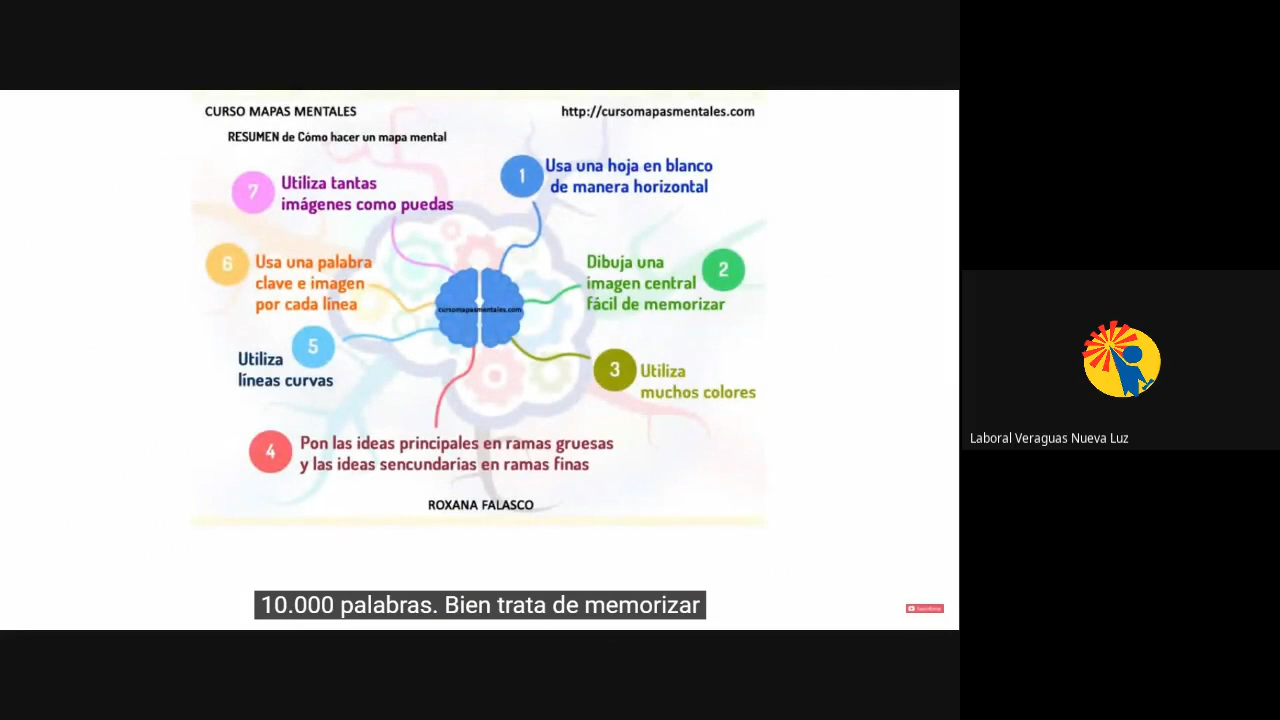 CURSO MAPAS MENTALES
http://cursomapasmentales.com
RESUMEN de Cómo hacer un mapa mental
1
Usa una hoja en blanco
de manera horizontal
2
Dibuja una
imagen central
fácil de memorizar
3
Utiliza
muchos colores
4
Pon las ideas principales en ramas gruesas
y las ideas sencundarias en ramas finas
5
Utiliza
líneas curvas
6
Usa una palabra
clave e imagen
por cada línea
7
Utiliza tantas
imágenes como puedas
cursomapasmentales.com
ROXANA FALASCO
10.000 palabras. Bien trata de memorizar
Laboral Veraguas Nueva Luz